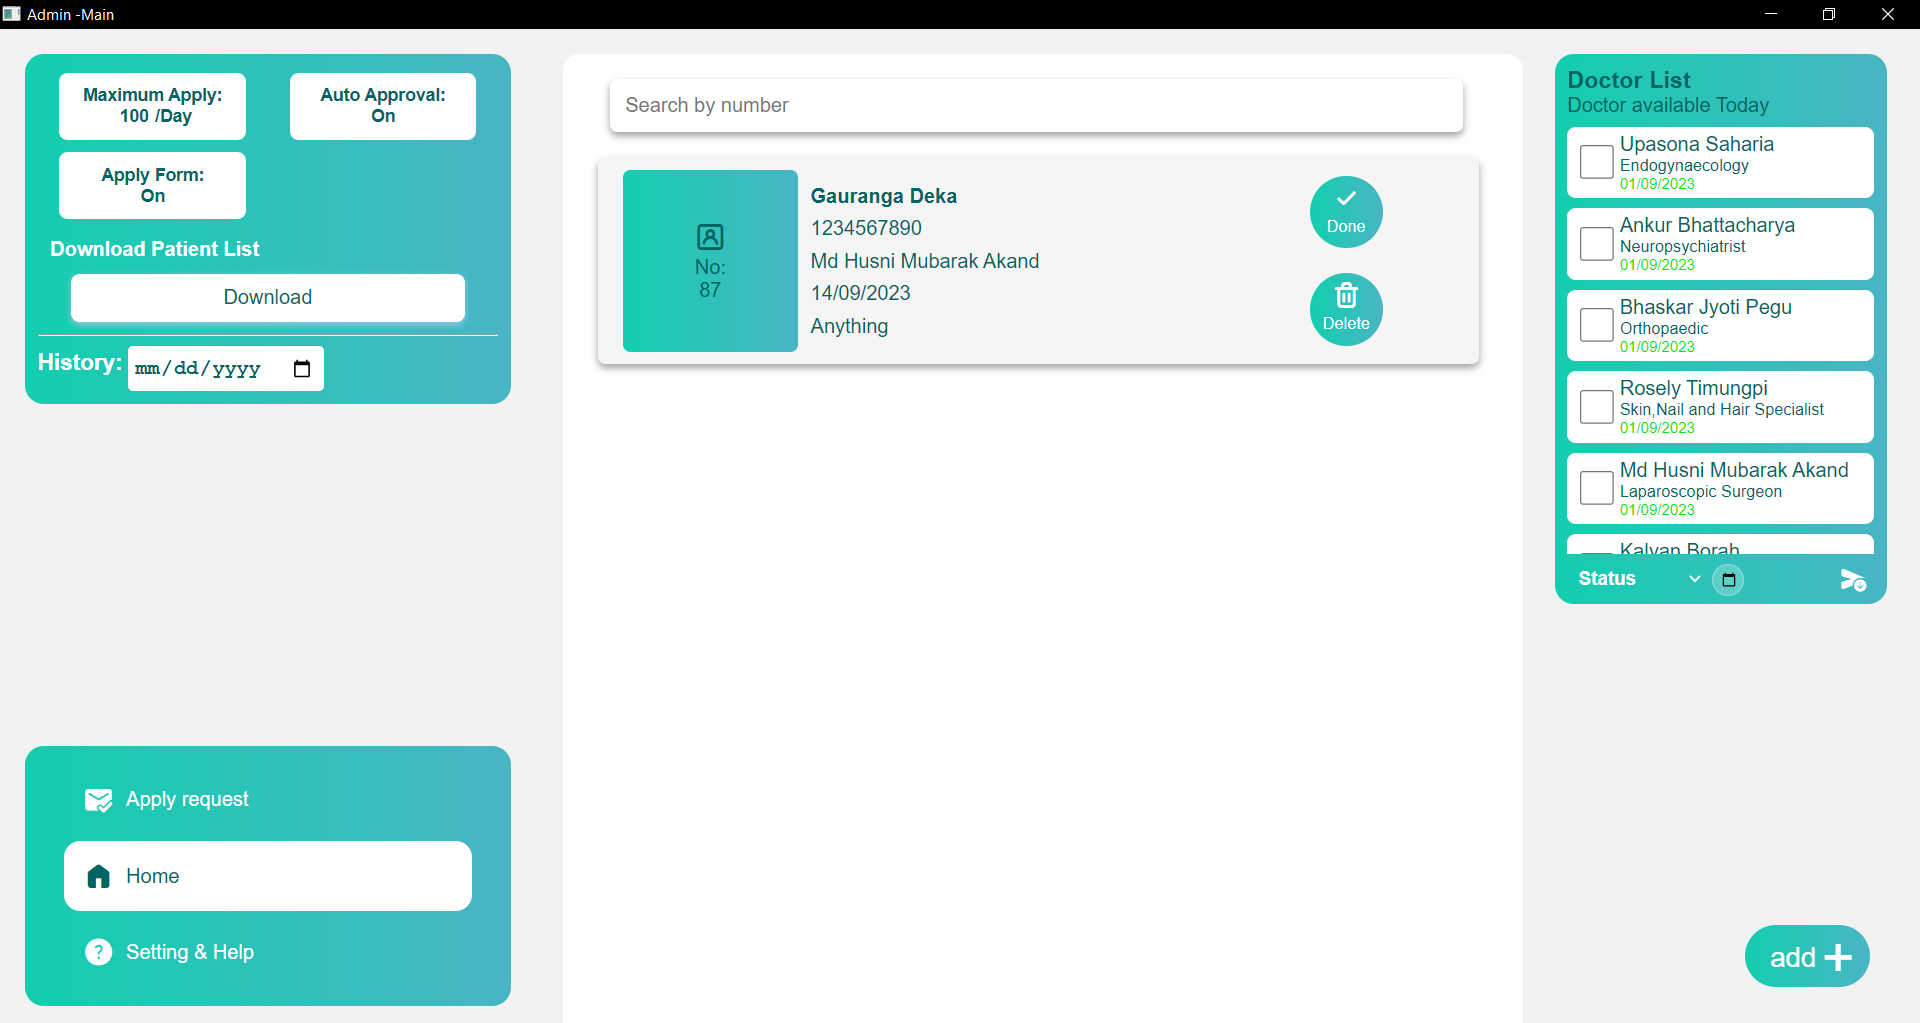 Admin -Main
Maximum Apply:
100 /Day
Auto Approval:
On
Apply Form:
On
Download Patient List
Download
History:
mm/dd/yyyy
Apply request
Home
Setting & Help
Search by number
No:
87
Gauranga Deka
1234567890
Md Husni Mubarak Akand
14/09/2023
Anything
Done
Delete
Doctor List
Doctor available Today
Upasona Saharia
Endogynaecology
01/09/2023
Ankur Bhattacharya
Neuropsychiatrist
01/09/2023
Bhaskar Jyoti Pegu
Orthopaedic
01/09/2023
Rosely Timungpi
Skin,Nail and Hair Specialist
01/09/2023
Md Husni Mubarak Akand
Laparoscopic Surgeon
01/09/2023
Kalyan Borah
Status
add